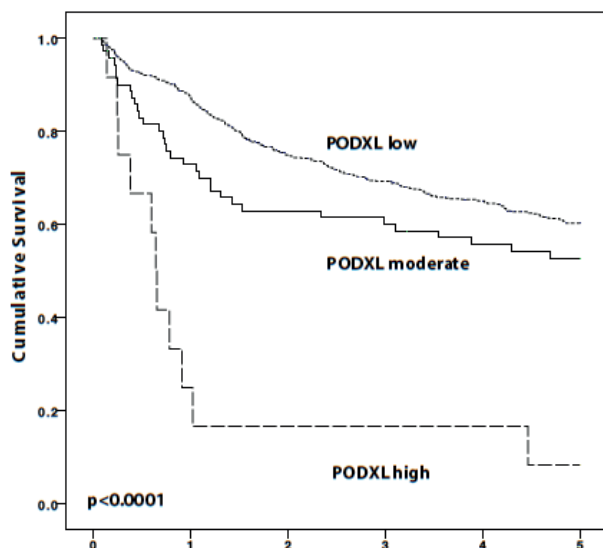 1.0
PODXL low
0.8
0.6
PODXL moderate
Cumulative Survival
0.4
0.2
PODXL high
0.0
p<0.0001
0 1 2 3 4 5